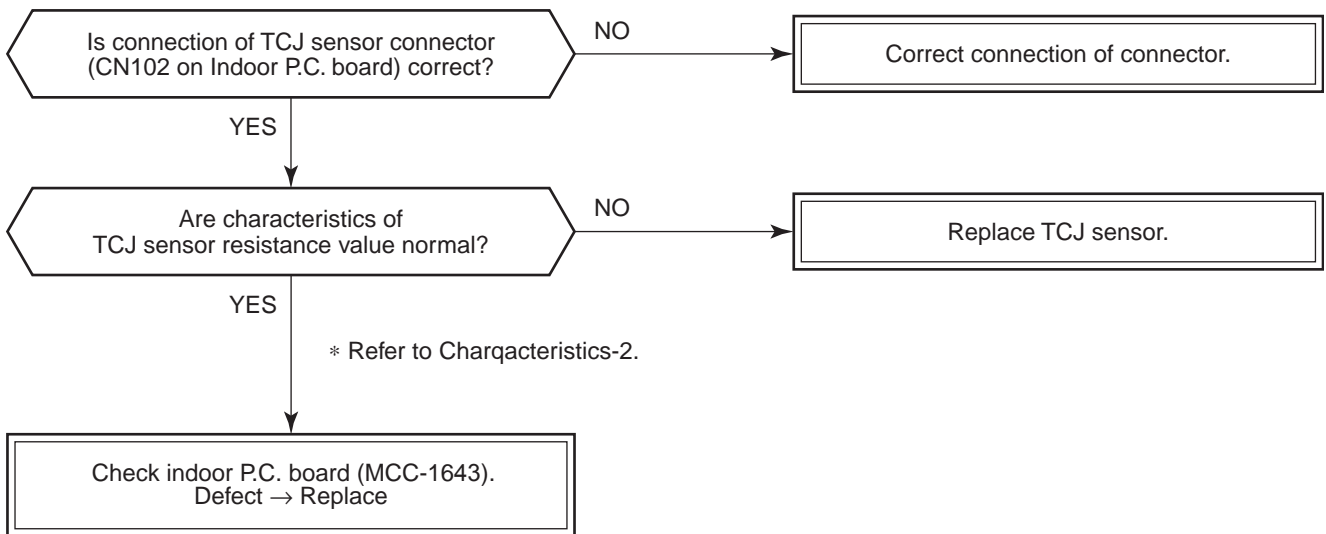 Is connection of TCJ sensor connector
(CN102 on Indoor P.C. board) correct?
NO
Correct connection of connector.
YES
Are characteristics of
TCJ sensor resistance value normal?
NO
Replace TCJ sensor.
YES
* Refer to Charqacteristics-2.
Check indoor P.C. board (MCC-1643).
Defect → Replace